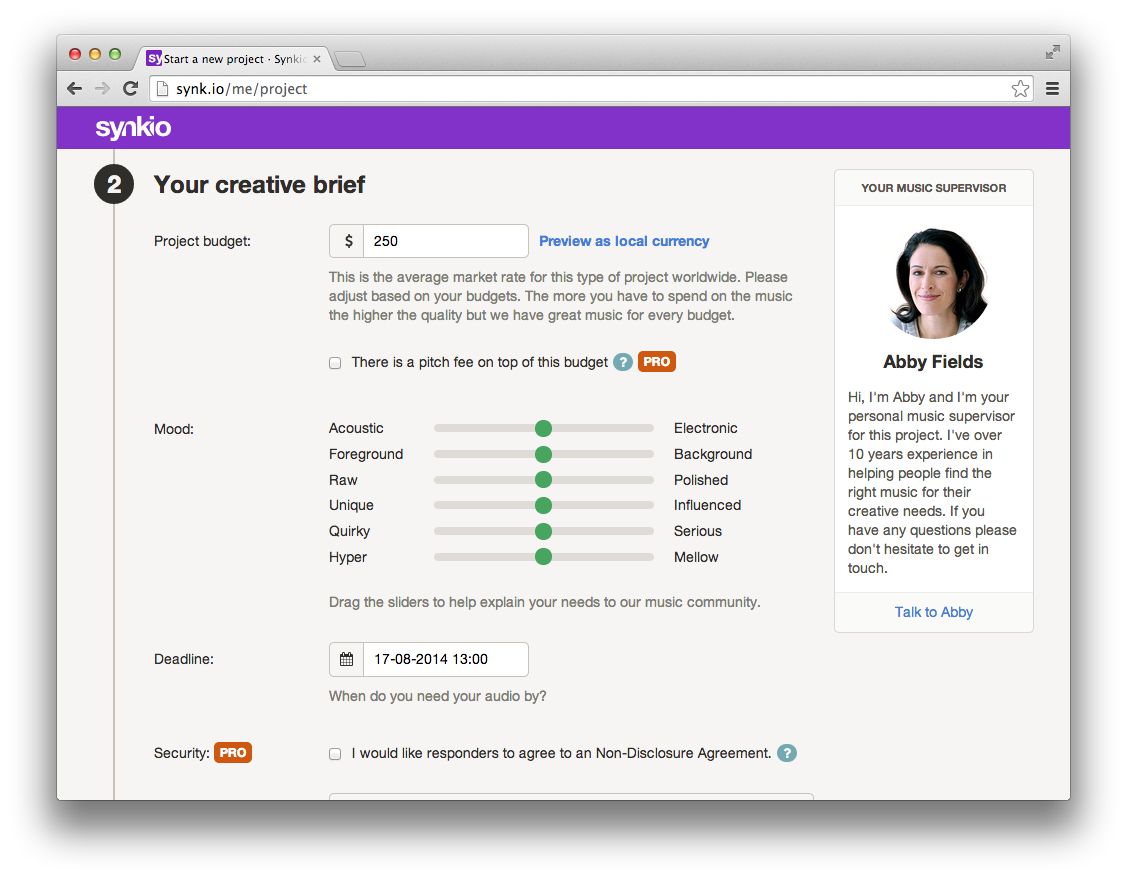 sy Start a new project · Synki
synk.io/me/project
synkio
2 Your creative brief
Project budget:
$ 250 Preview as local currency
This is the average market rate for this type of project worldwide. Please
adjust based on your budgets. The more you have to spend on the music
the higher the quality but we have great music for every budget.
There is a pitch fee on top of this budget ? PRO
Mood:
Acoustic Electronic
Foreground Background
Raw Polished
Unique Influenced
Quirky Serious
Hyper Mellow
Drag the sliders to help explain your needs to our music community.
Deadline:
17-08-2014 13:00
When do you need your audio by?
Security: PRO
I would like responders to agree to an Non-Disclosure Agreement. ?
YOUR MUSIC SUPERVISOR
Abby Fields
Hi, I'm Abby and I'm your
personal music supervisor
for this project. I've over
10 years experience in
helping people find the
right music for their
creative needs. If you
have any questions please
don't hesitate to get in
touch.
Talk to Abby